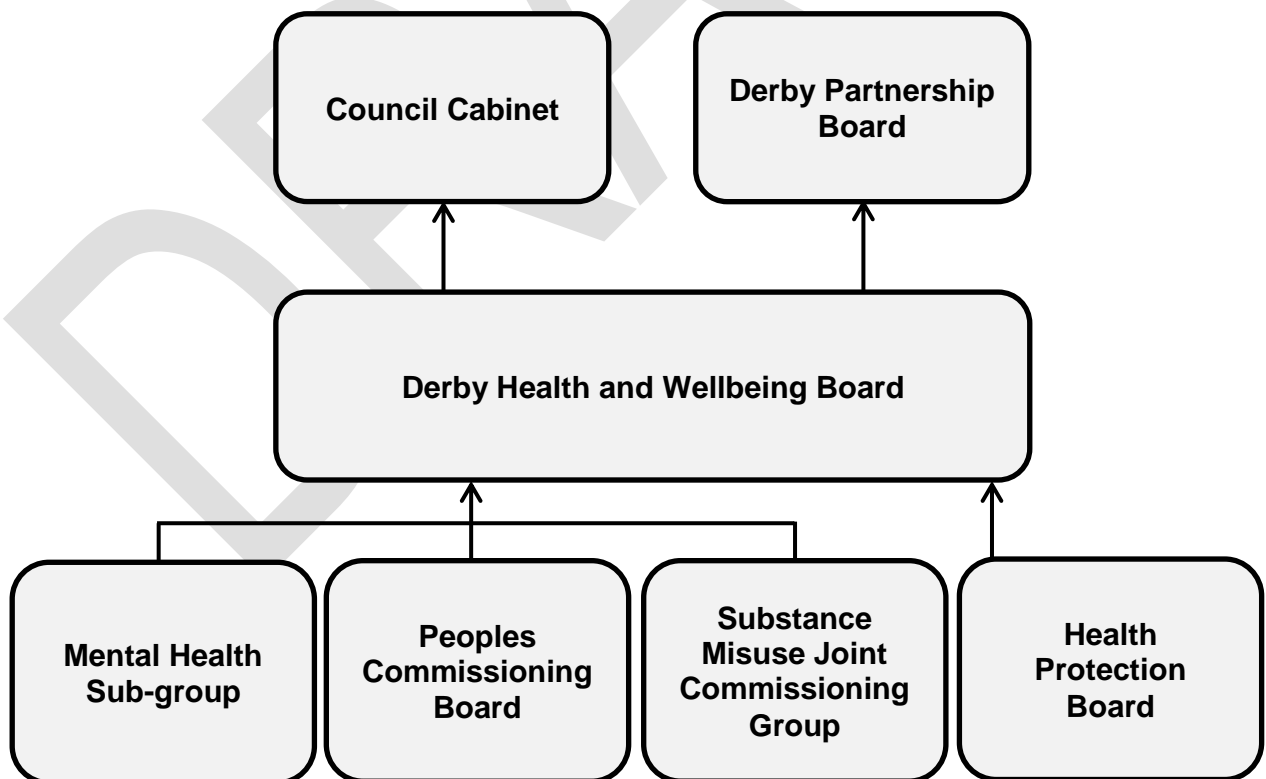 Council Cabinet
Derby Partnership
Board
Derby Health and Wellbeing Board
Mental Health
Sub-group
Peoples
Commissioning
Board
Substance
Misuse Joint
Commissioning
Group
Health
Protection
Board